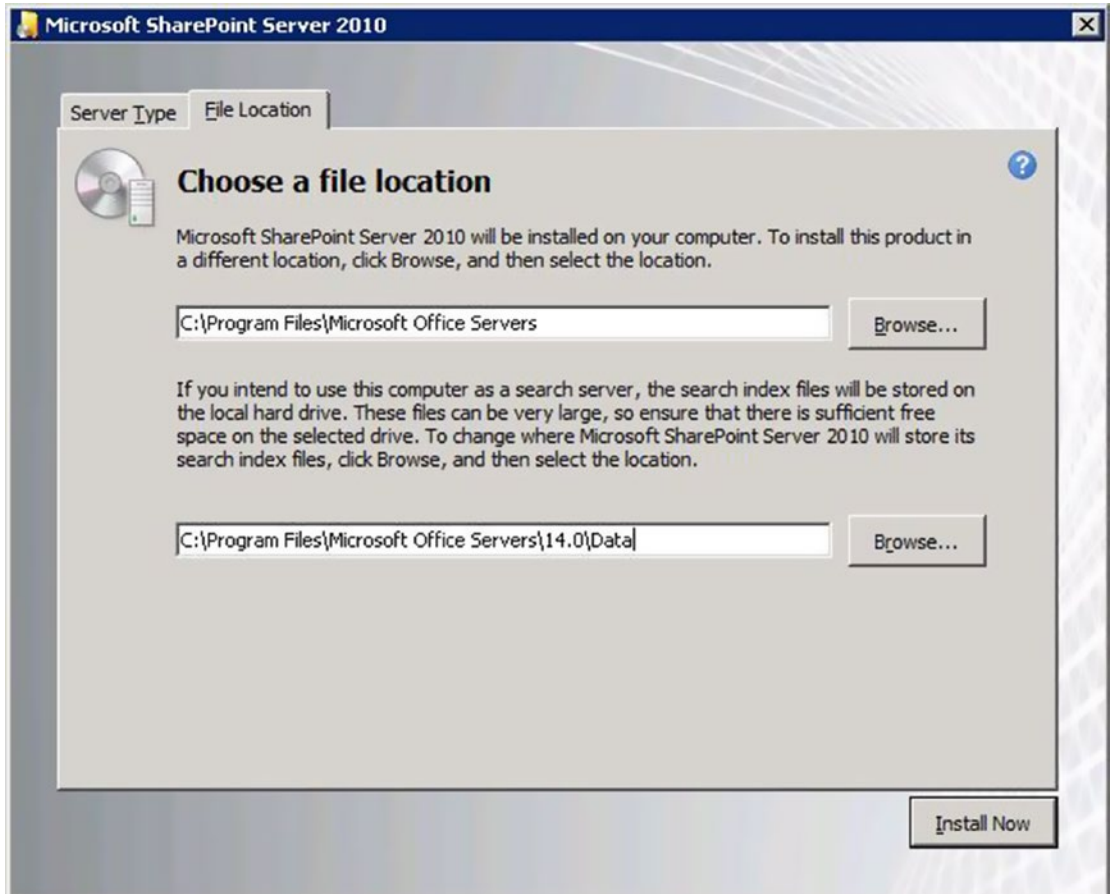 Microsoft SharePoint Server 2010
Server Type
File Location
Choose a file location
?
Microsoft SharePoint Server 2010 will be installed on your computer. To install this product in
a different location, click Browse, and then select the location.
C:\Program Files\Microsoft Office Servers
Browse...
If you intend to use this computer as a search server, the search index files will be stored on
the local hard drive. These files can be very large, so ensure that there is sufficient free
space on the selected drive. To change where Microsoft SharePoint Server 2010 will store its
search index files, click Browse, and then select the location.
C:\Program Files\Microsoft Office Servers\14.0\Data
Browse...
Install Now